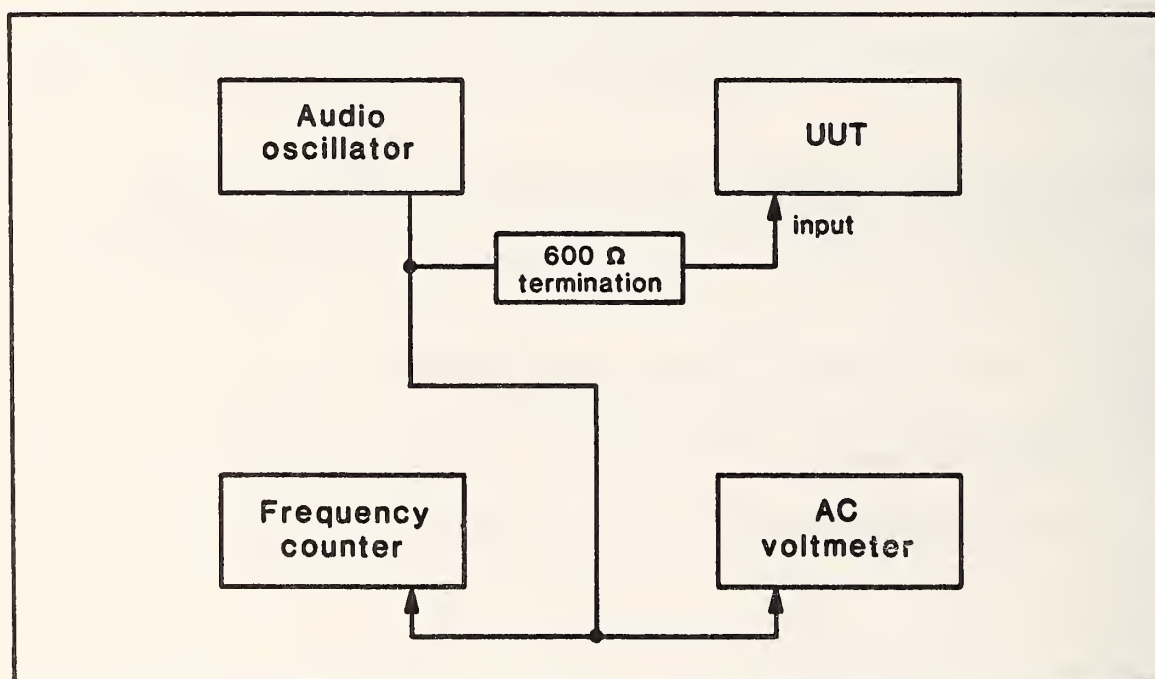 Audio
oscillator
UUT
input
600 Ω
termination
Frequency
counter
AC
voltmeter